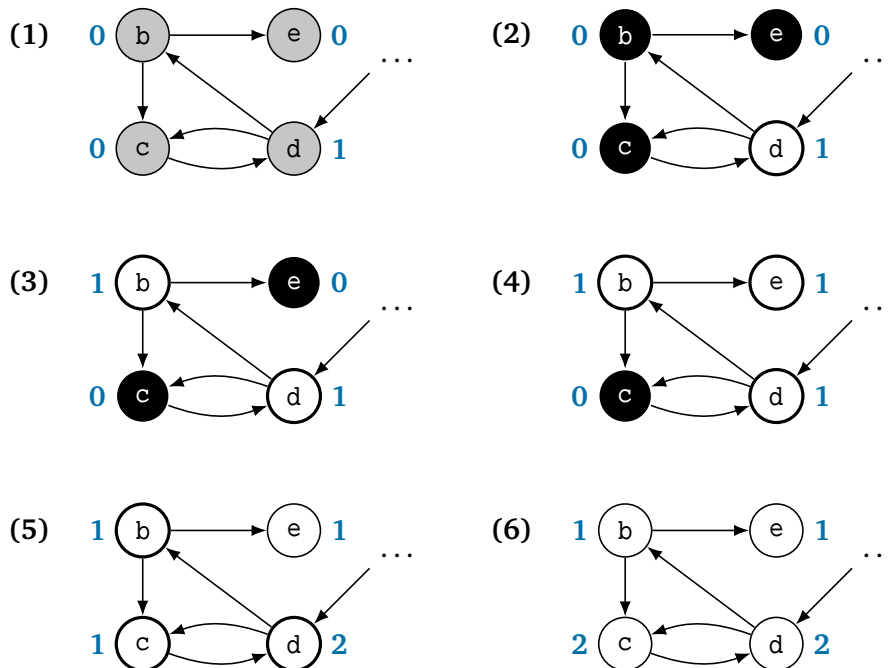 (1) 0 b e 0 (2) 0 b e 0
... ..
0 c d 1 0 c d 1
(3) 1 b e 0 (4) 1 b e 1
... ..
0 c d 1 0 c d 1
(5) 1 b e 1 (6) 1 b e 1
... ..
1 c d 2 2 c d 2